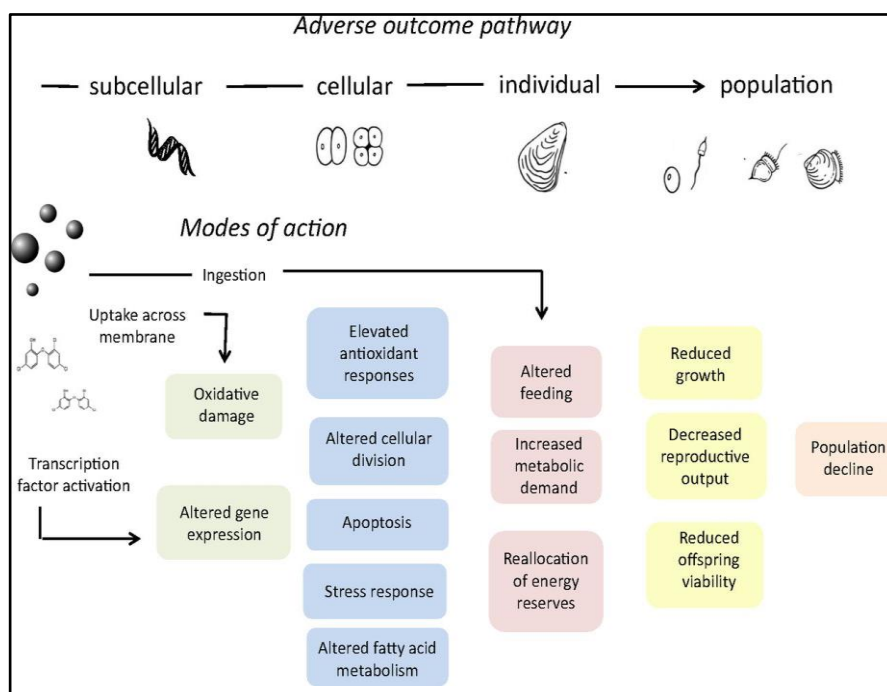 Adverse outcome pathway
subcellular
cellular
individual
population
Modes of action
Ingestion
Uptake across
membrane
Transcription
factor activation
Oxidative
damage
Altered gene
expression
Elevated
antioxidant
responses
Altered cellular
division
Apoptosis
Stress response
Altered fatty acid
metabolism
Altered
feeding
Increased
metabolic
demand
Reallocation
of energy
reserves
Reduced
growth
Decreased
reproductive
output
Reduced
offspring
viability
Population
decline